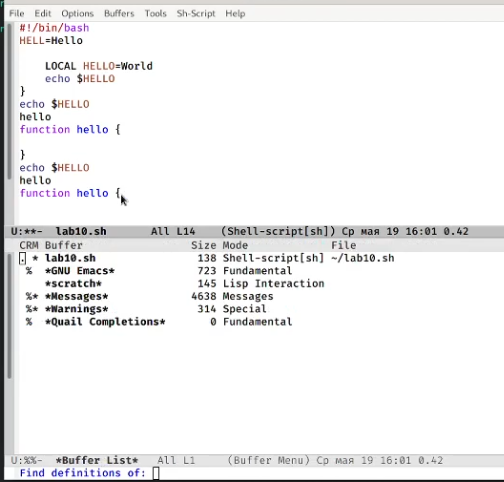 File Edit Options Buffers Tools Sh-Script Help
#!/bin/bash
HELL=Hello
LOCAL HELLO=World
echo $HELLO
}
echo $HELLO
hello
function hello {
}
echo $HELLO
hello
function hello {
U:**- lab10.sh All L14 (Shell-script[sh]) Ср мая 19 16:01 0.42
CRM Buffer Size Mode File
. * lab10.sh 138 Shell-script[sh] ~/lab10.sh
% *GNU Emacs* 723 Fundamental
*scratch* 145 Lisp Interaction
%* *Messages* 4638 Messages
%* *Warnings* 314 Special
% *Quail Completions* 0 Fundamental
U:%%- *Buffer List* All L1 (Buffer Menu) Ср мая 19 16:01 0.42
Find definitions of: